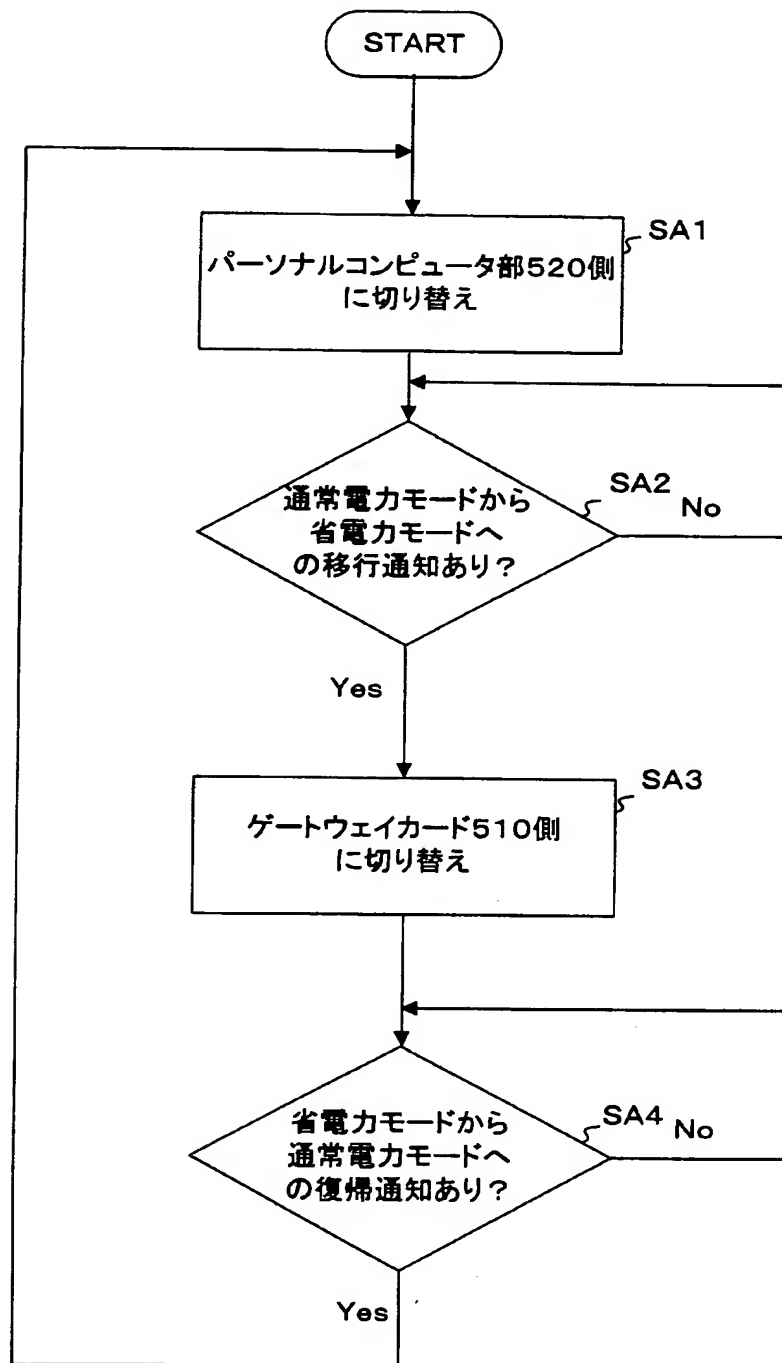 START
パーソナルコンピュータ部520側
に切り替え
SA1
通常電力モードから
省電力モードへ
の移行通知あり?
SA2
No
Yes
ゲートウェイカード510側
に切り替え
SA3
省電力モードから
通常電力モードへ
の復帰通知あり?
SA4
No
Yes